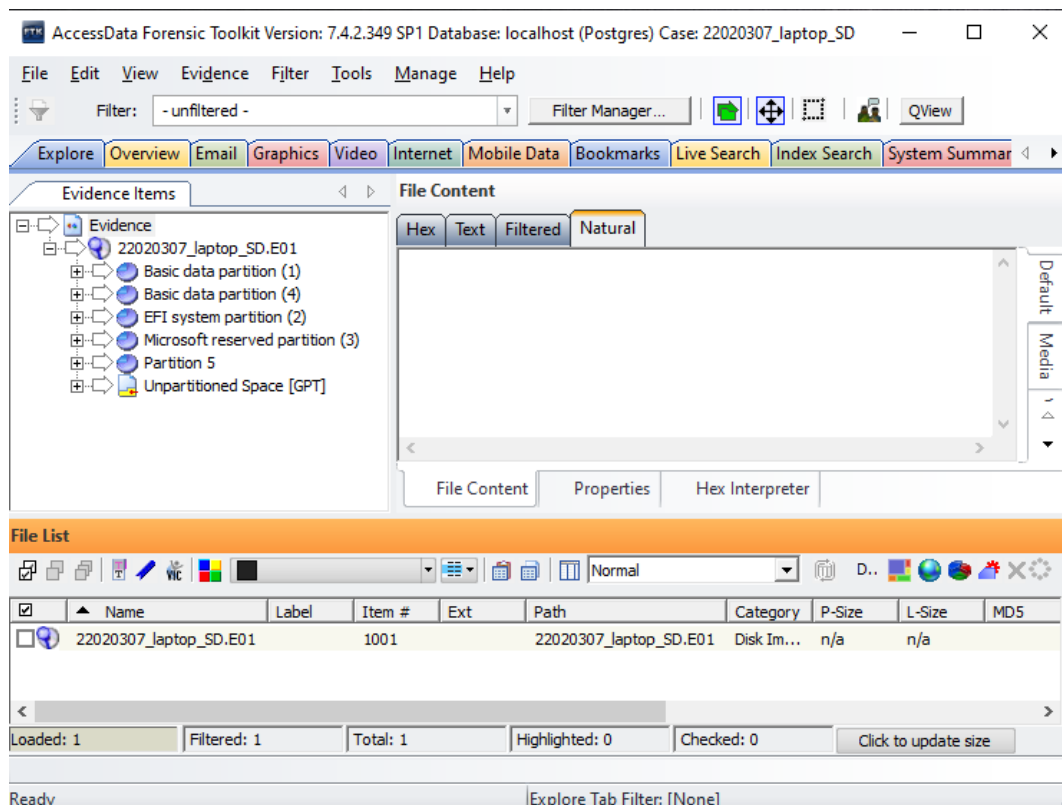 FTK AccessData Forensic Toolkit Version: 7.4.2.349 SP1 Database: localhost (Postgres) Case: 22020307_laptop_SD
File Edit View Evidence Filter Tools Manage Help
Filter: - unfiltered - Filter Manager... QView
Explore Overview Email Graphics Video Internet Mobile Data Bookmarks Live Search Index Search System Summar
Evidence Items
Evidence
22020307_laptop_SD.E01
Basic data partition (1)
Basic data partition (4)
EFI system partition (2)
Microsoft reserved partition (3)
Partition 5
Unpartitioned Space [GPT]
File Content
Hex Text Filtered Natural
Default
Media
File Content Properties Hex Interpreter
File List
Normal D..
Name Label Item # Ext Path Category P-Size L-Size MD5
22020307_laptop_SD.E01 1001 22020307_laptop_SD.E01 Disk Im... n/a n/a
Loaded: 1 Filtered: 1 Total: 1 Highlighted: 0 Checked: 0 Click to update size
Ready Explore Tab Filter: [None]